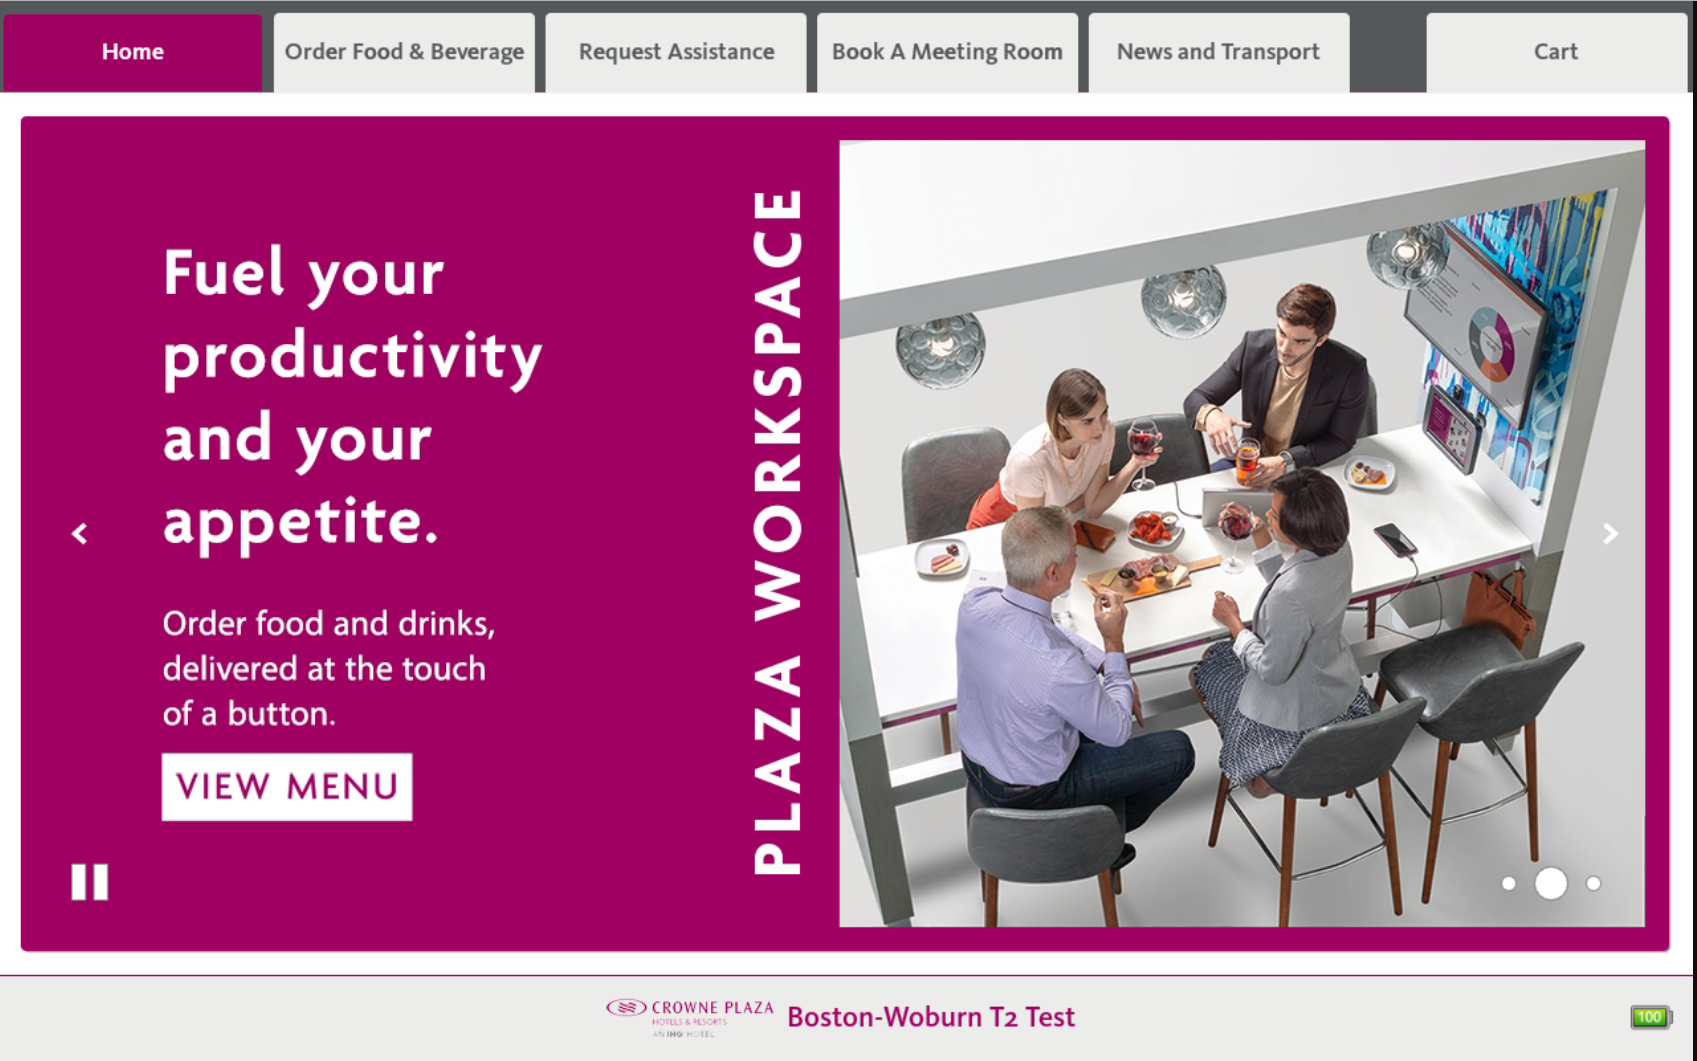 Home
Order Food & Beverage
Request Assistance
Book A Meeting Room
News and Transport
Cart
Fuel your
productivity
and your
appetite.
Order food and drinks,
delivered at the touch
of a button.
VIEW MENU
PLAZA WORKSPACE
CROWNE PLAZA
HOTELS & RESORTS
AN IHG HOTEL
Boston-Woburn T2 Test
100